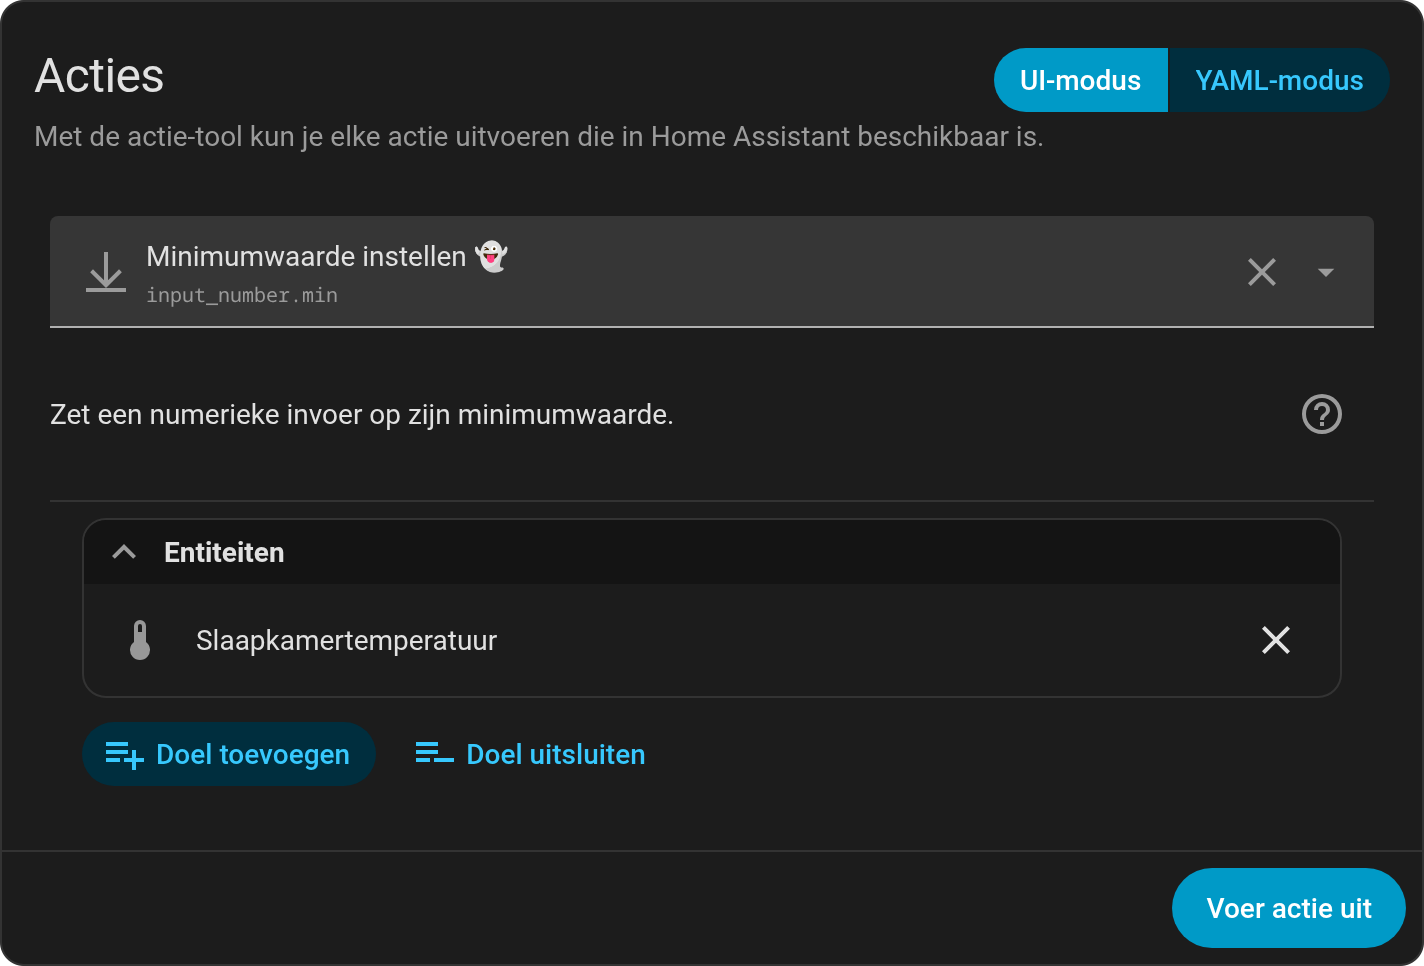 Acties
UI-modus
YAML-modus
Met de actie-tool kun je elke actie uitvoeren die in Home Assistant beschikbaar is.
Minimumwaarde instellen 👻
input_number.min
Zet een numerieke invoer op zijn minimumwaarde.
Entiteiten
Slaapkamertemperatuur
Doel toevoegen
Doel uitsluiten
Voer actie uit